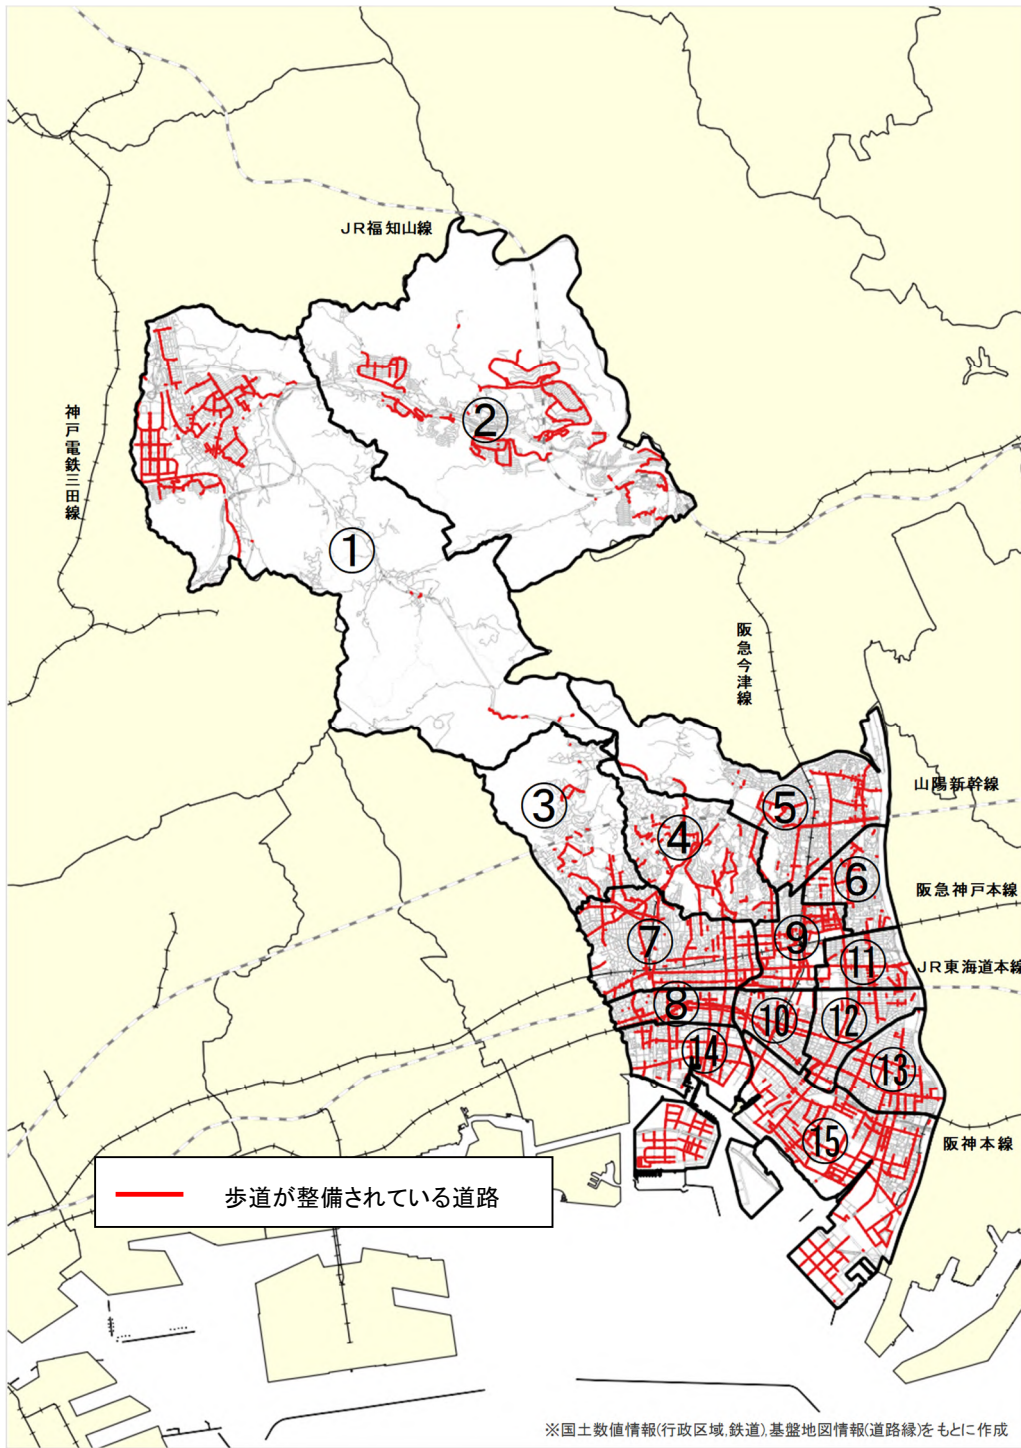 JR福知山線
神戸電鉄三田線
②
①
阪急今津線
山陽新幹線
③
⑤
④
⑥
阪急神戸本線
⑦
⑨
⑪
JR東海道本線
⑧
⑩
⑫
⑭
⑬
⑮
阪神本線
歩道が整備されている道路
※国土数値情報(行政区域,鉄道),基盤地図情報(道路縁)をもとに作成